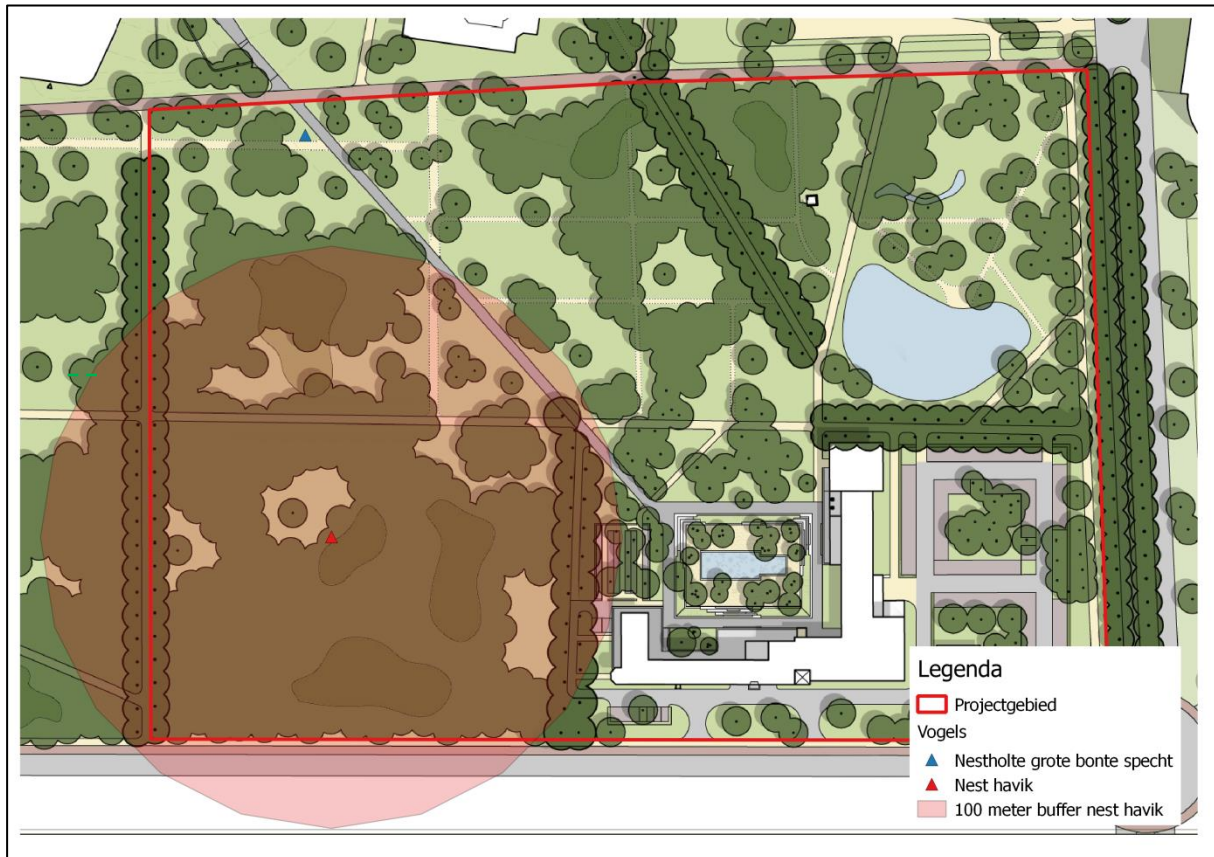 Legenda
Projectgebied
Vogels
Nestholte grote bonte specht
Nest havik
100 meter buffer nest havik